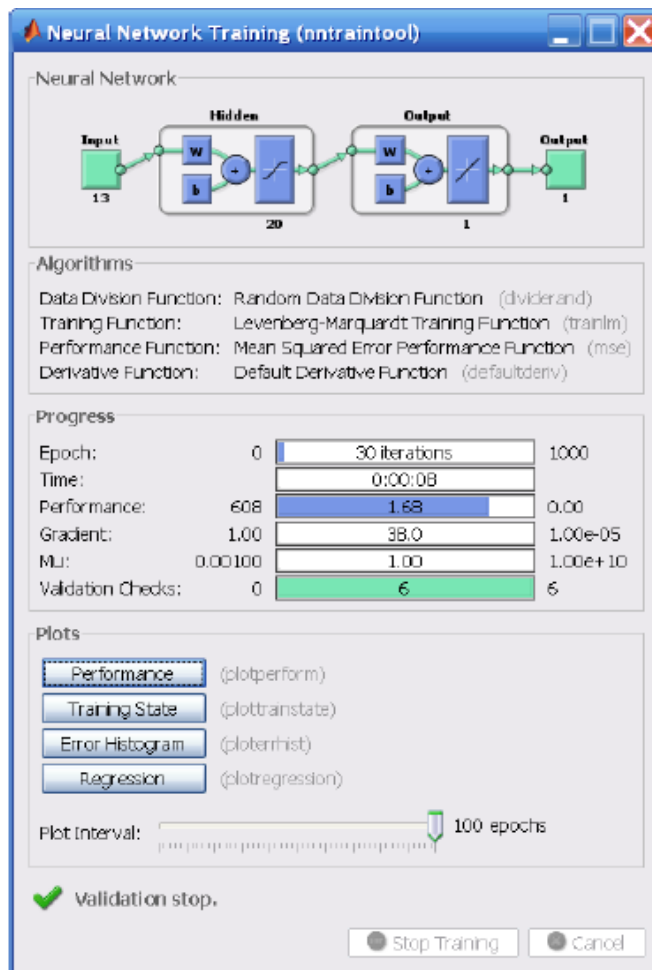 Neural Network Training (nntraintool)
Neural Network
Hidden
Output
Input
Output
W
W
b
b
+
+
13
20
1
1
Algorithms
Data Division Function: Random Data Division Function (dividerand)
Training Function: Levenberg-Marquardt Training Function (trainlm)
Performance Function: Mean Squared Error Performance Function (mse)
Derivative Function: Default Derivative Function (defaultderiv)
Progress
Epoch: 0 30 iterations 1000
Time: 0:00:08
Performance: 608 1.68 0.00
Gradient: 1.00 38.0 1.00e-05
Mu: 0.00100 1.00 1.00e+10
Validation Checks: 0 6 6
Plots
Performance (plotperform)
Training State (plottrainstate)
Error Histogram (ploterrhist)
Regression (plotregression)
Plot Interval: 100 epochs
Validation stop.
Stop Training Cancel